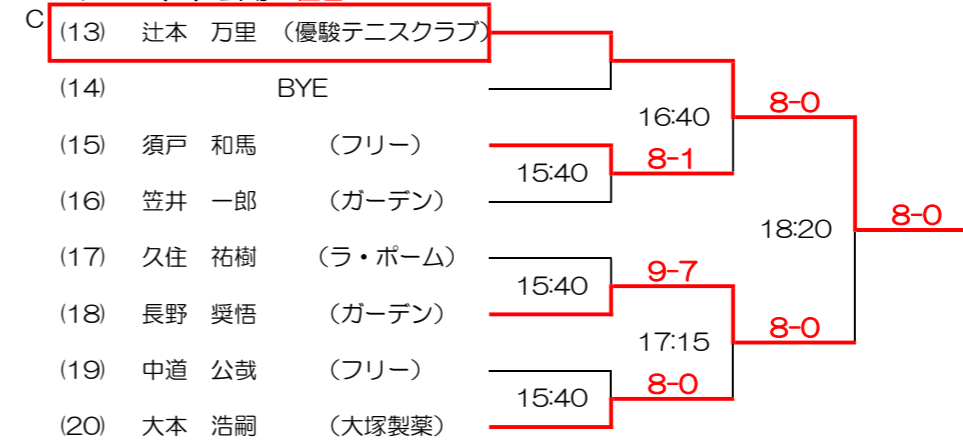 C
(13) 辻本 万里 （優駿テニスクラブ）
(14) BYE
16:40 8-0
(15) 須戸 和馬 （フリー）
15:40 8-1
(16) 笠井 一郎 （ガーデン）
18:20 8-0
(17) 久住 祐樹 （ラ・ポーム）
15:40 9-7
(18) 長野 奨悟 （ガーデン）
17:15 8-0
(19) 中道 公哉 （フリー）
15:40 8-0
(20) 大本 浩嗣 （大塚製薬）